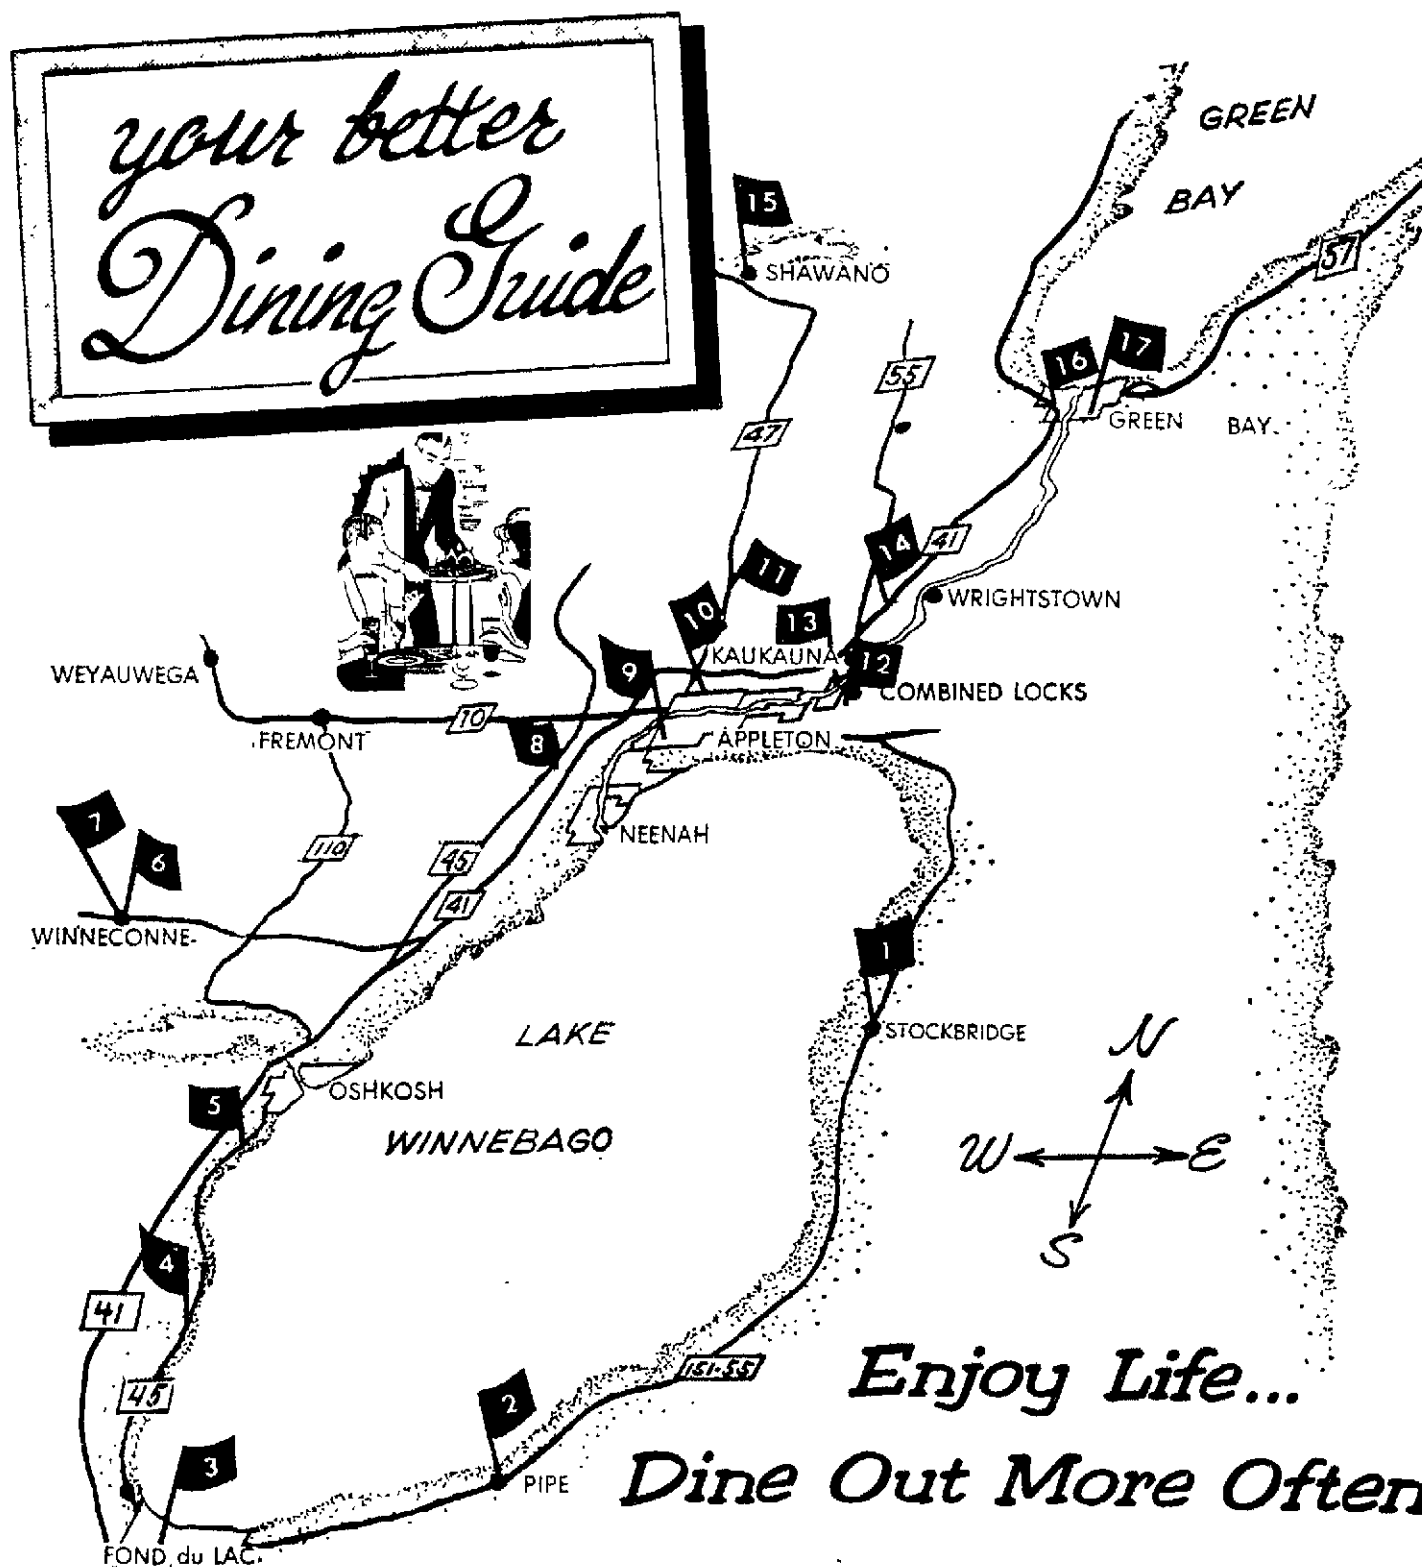 your better
Dining Guide
GREEN
BAY
15
SHAWANO
57
55
16
17
GREEN BAY
47
41
14
11
WRIGHTSTOWN
10
13
KAUKAUNA
12
9
COMBINED LOCKS
WEYAUWEGA
10
FREMONT
8
APPLETON
7
6
110
45
NEENAH
41
WINNECONNE
1
LAKE
STOCKBRIDGE
N
5
OSHKOSH
WINNEBAGO
W
E
4
S
41
151-55
Enjoy Life...
45
2
3
PIPE
Dine Out More Often
FOND du LAC